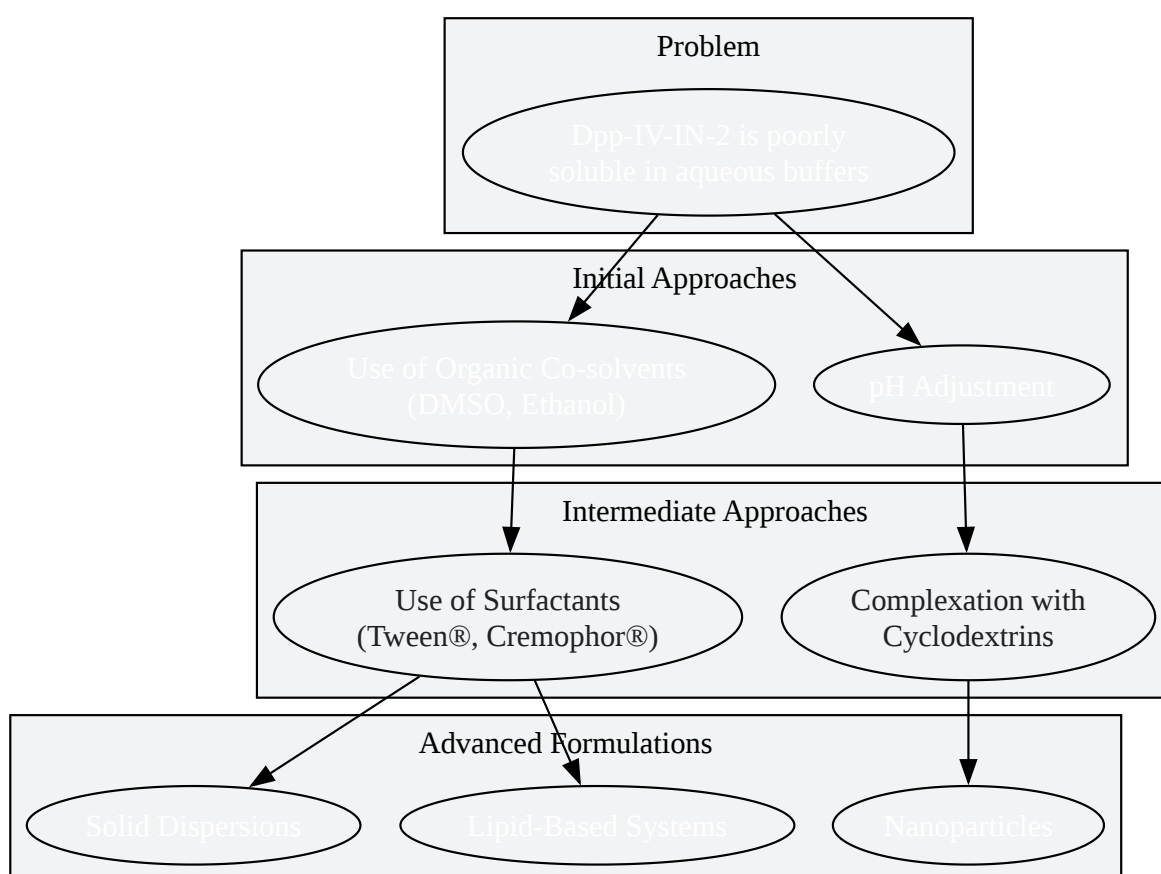 Problem
Dpp-IV-IN-2 is poorly
soluble in aqueous buffers
Initial Approaches
Use of Organic Co-solvents
(DMSO, Ethanol)
pH Adjustment
Intermediate Approaches
Use of Surfactants
(Tween®, Cremophor®)
Complexation with
Cyclodextrins
Advanced Formulations
Solid Dispersions
Lipid-Based Systems
Nanoparticles